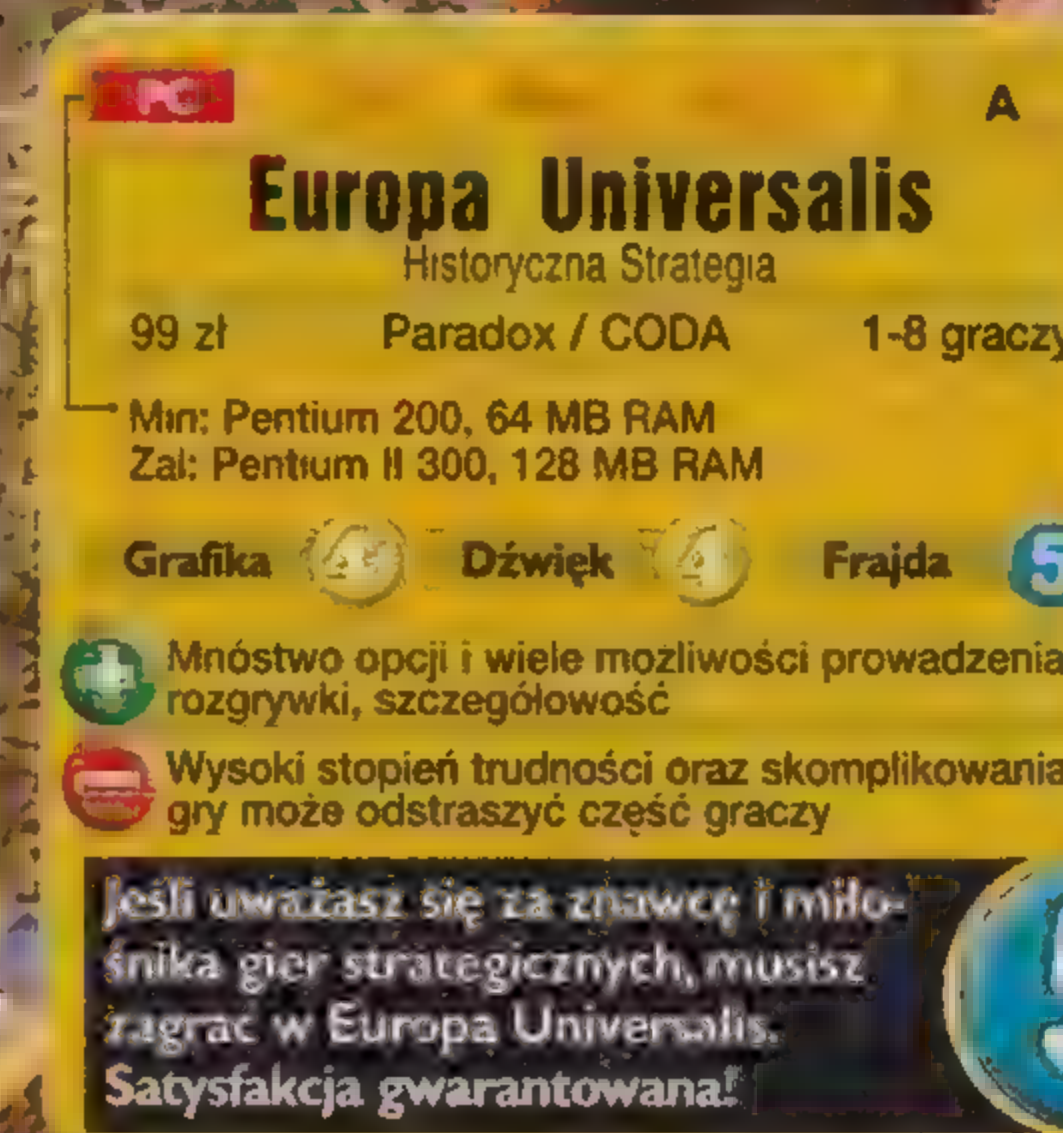 PC
A
Europa Universalis
Historyczna Strategia
99 zł Paradox / CODA 1-8 graczy
Min: Pentium 200, 64 MB RAM
Zal: Pentium II 300, 128 MB RAM
Grafika Dźwięk 4 Frajda 5
Mnóstwo opcji i wiele możliwości prowadzenia
rozgrywki, szczegółowość
Wysoki stopień trudności oraz skomplikowania
gry może odstraszyć część graczy
Jeśli uważasz się za znawcę i miło-
śnika gier strategicznych, musisz
zagrać w Europa Universalis.
Satysfakcja gwarantowana!